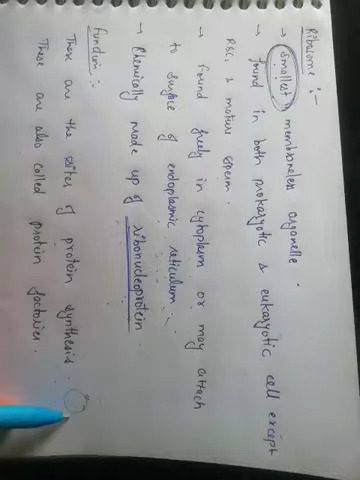 Ribosome :-
→ Smallest membraneless organelle.
→ found in both prokaryotic & eukaryotic cell except
RBC, & mature sperm.
→ found freely in cytoplasm or may attach
to surface of endoplasmic reticulum.
→ Chemically made up of ribonucleoprotein.
function :-
These are the sites of protein synthesis.
These are also called protein factories.